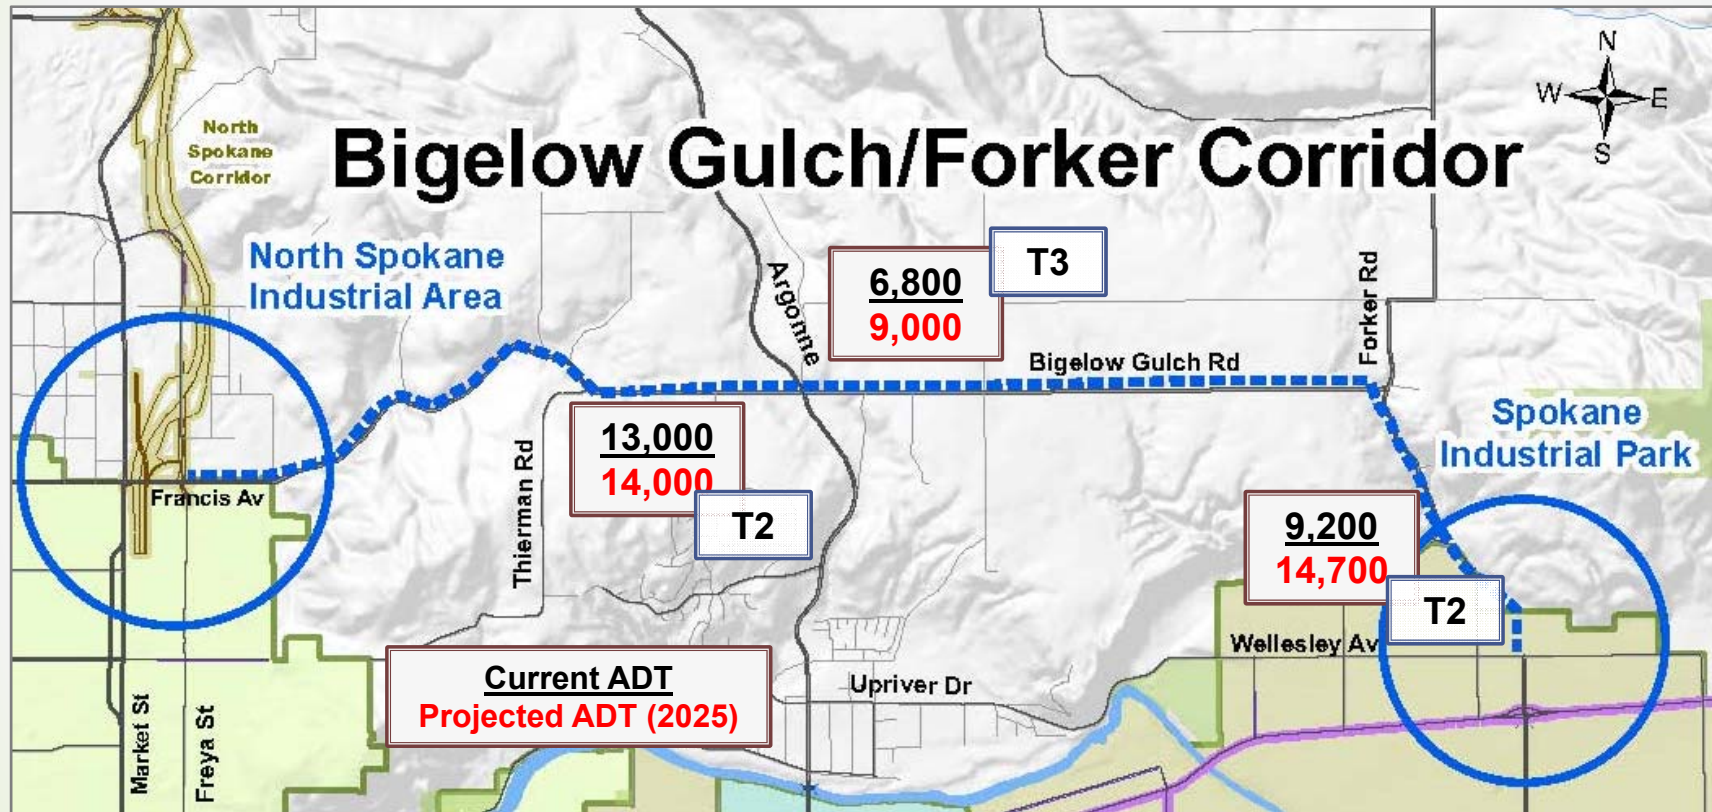 N
W E
S
North
Spokane
Corridor
Bigelow Gulch/Forker Corridor
North Spokane
Industrial Area
Argonne
6,800
9,000
T3
Forker Rd
Bigelow Gulch Rd
Spokane
Industrial Park
13,000
14,000
T2
Thierman Rd
Francis Av
9,200
14,700
T2
Wellesley Av
Current ADT
Projected ADT (2025)
Upriver Dr
Market St
Freya St